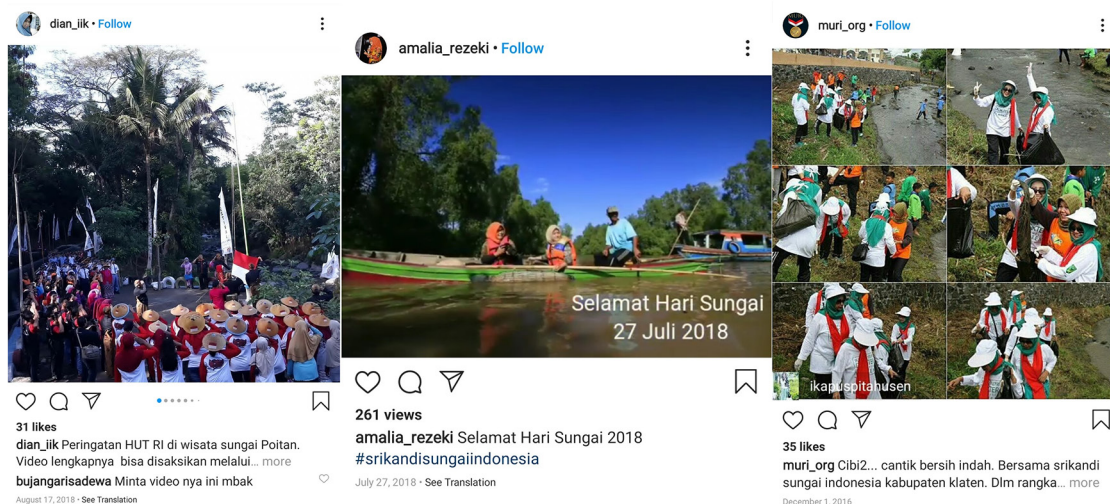 dian_iik • Follow
31 likes
dian_iik Peringatan HUT RI di wisata sungai Poitan.
Video lengkapnya bisa disaksikan melalui... more
bujangarisadewa Minta video nya ini mbak
August 17, 2018 • See Translation
amalia_rezeki • Follow
Selamat Hari Sungai
27 Juli 2018
261 views
amalia_rezeki Selamat Hari Sungai 2018
#srikandisungaiindonesia
July 27, 2018 • See Translation
muri_org • Follow
ikapuspitanusen
35 likes
muri_org Cibi2... cantik bersih indah. Bersama srikandi
sungai indonesia kabupaten klaten. Dlm rangka... more
December 1, 2016